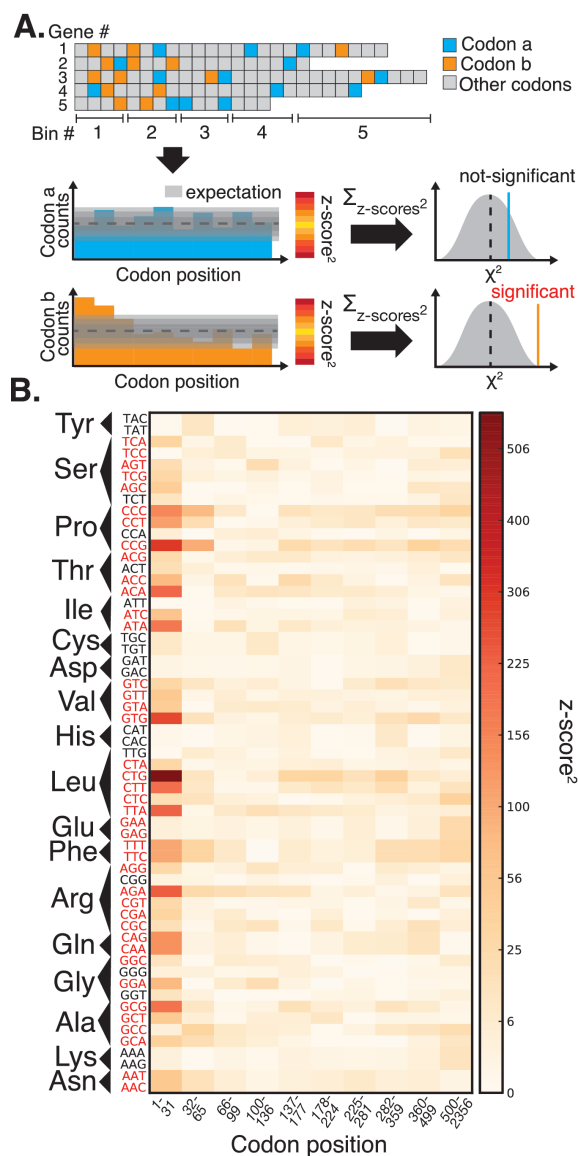 A.
Gene #
1
2
3
4
5
Codon a
Codon b
Other codons
Bin # 1 2 3 4 5
Codon a counts
expectation
z-score²
Σz-scores²
not-significant
Codon position
χ²
Codon b counts
z-score²
Σz-scores²
significant
Codon position
χ²
B.
Tyr
TAC
TAT
Ser
TCA
TCC
AGT
TCG
AGC
TCT
Pro
CCC
CCT
CCA
CCG
Thr
ACG
ACT
ACC
ACA
Ile
ATT
ATC
ATA
Cys
TGC
TGT
Asp
GAT
GAC
Val
GTC
GTT
GTA
GTG
His
CAT
CAC
Leu
TTG
CTA
CTG
CTT
CTC
TTA
Glu
GAA
GAG
Phe
TTT
TTC
Arg
AGG
CGG
AGA
CGT
CGA
CGC
Gln
CAG
CAA
Gly
GGC
GGG
GGA
GGT
Ala
GCG
GCT
GCC
GCA
Lys
AAA
AAG
Asn
AAT
AAC
506
400
306
225
156
100
56
25
6
0
z-score²
1-31
32-65
66-99
100-136
137-177
178-224
225-281
282-359
360-499
500-2356
Codon position